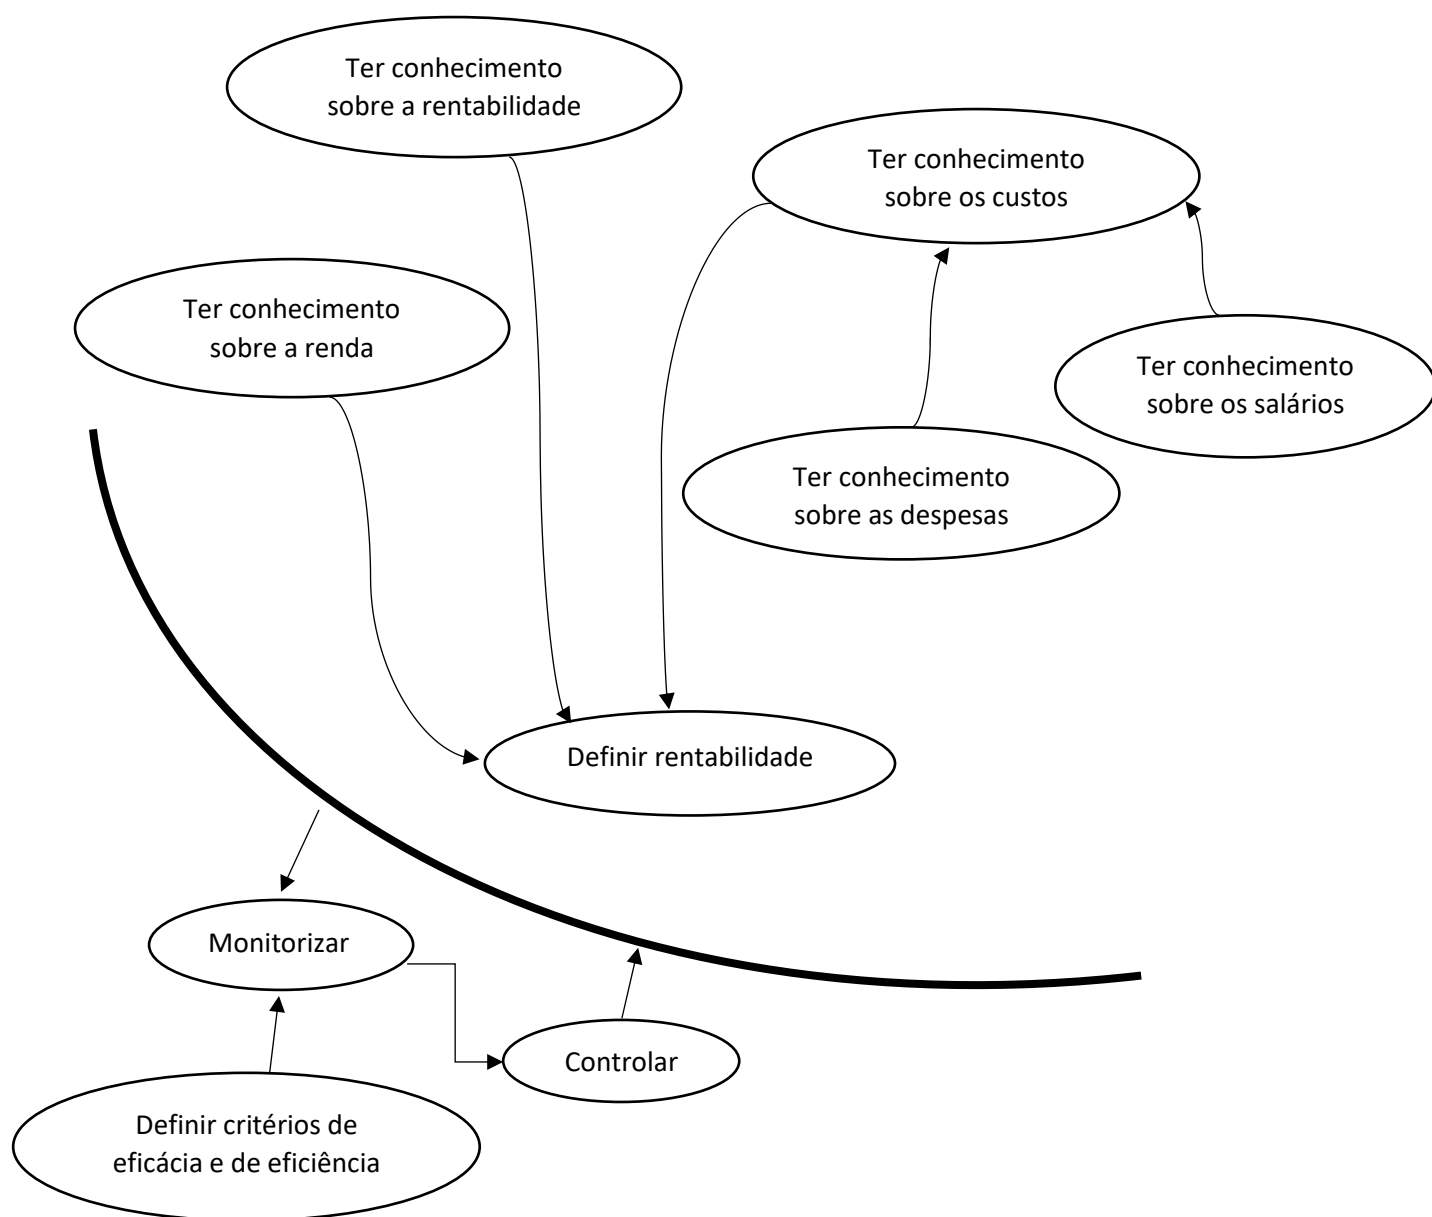 Ter conhecimento
sobre a rentabilidade
Ter conhecimento
sobre os custos
Ter conhecimento
sobre a renda
Ter conhecimento
sobre os salários
Ter conhecimento
sobre as despesas
Definir rentabilidade
Monitorizar
Controlar
Definir critérios de
eficácia e de eficiência